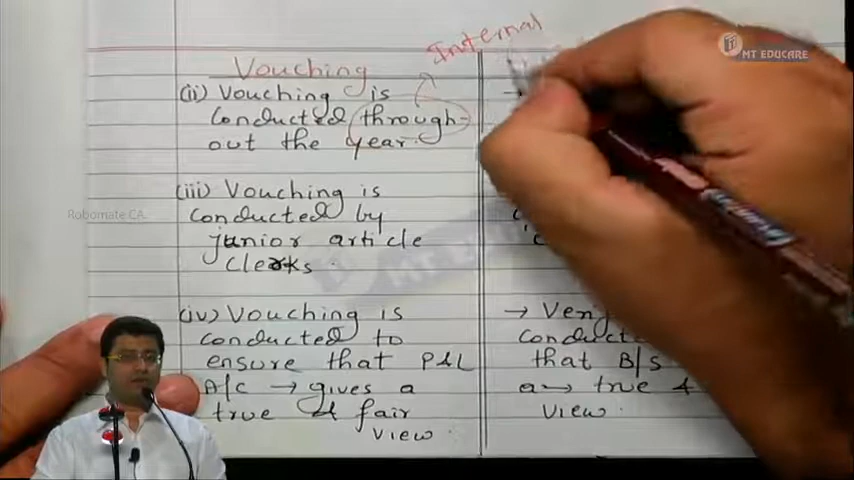 Internal
MT EDUCARE
Vouching
(ii) Vouching is
conducted through-
out the year.
(iii) Vouching is
conducted by
junior article
clerks.
Robomate CA
(iv) Vouching is
conducted to
ensure that P&L
A/c → gives a
true & fair
view.
→ Ver
conduct
that B/s
a → true &
view.